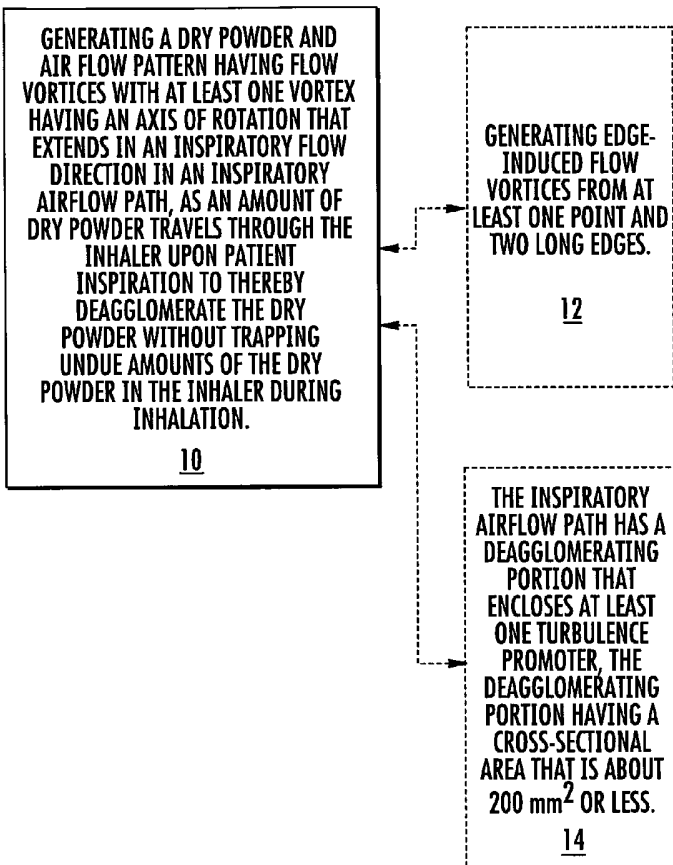 GENERATING A DRY POWDER AND
AIR FLOW PATTERN HAVING FLOW
VORTICES WITH AT LEAST ONE VORTEX
HAVING AN AXIS OF ROTATION THAT
EXTENDS IN AN INSPIRATORY FLOW
DIRECTION IN AN INSPIRATORY
AIRFLOW PATH, AS AN AMOUNT OF
DRY POWDER TRAVELS THROUGH THE
INHALER UPON PATIENT
INSPIRATION TO THEREBY
DEAGGLOMERATE THE DRY
POWDER WITHOUT TRAPPING
UNDUE AMOUNTS OF THE DRY
POWDER IN THE INHALER DURING
INHALATION.
10
GENERATING EDGE-
INDUCED FLOW
VORTICES FROM AT
LEAST ONE POINT AND
TWO LONG EDGES.
12
THE INSPIRATORY
AIRFLOW PATH HAS A
DEAGGLOMERATING
PORTION THAT
ENCLOSES AT LEAST
ONE TURBULENCE
PROMOTER, THE
DEAGGLOMERATING
PORTION HAVING A
CROSS-SECTIONAL
AREA THAT IS ABOUT
200 mm² OR LESS.
14